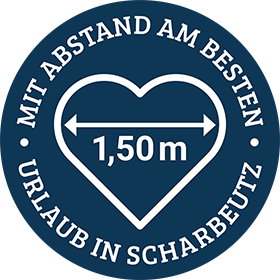 • MIT ABSTAND AM BESTEN •
1,50 m
URLAUB IN SCHARBEUTZ